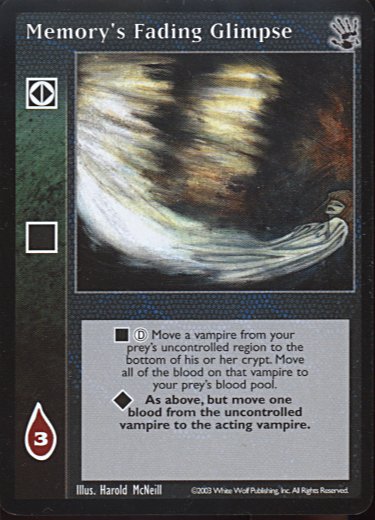 Memory's Fading Glimpse
Ⓓ Move a vampire from your
prey's uncontrolled region to the
bottom of his or her crypt. Move
all of the blood on that vampire
to your prey's blood pool.
As above, but move one
blood from the uncontrolled
vampire to the acting vampire.
3
Illus. Harold McNeill
©2003 White Wolf Publishing, Inc. All Rights Reserved.